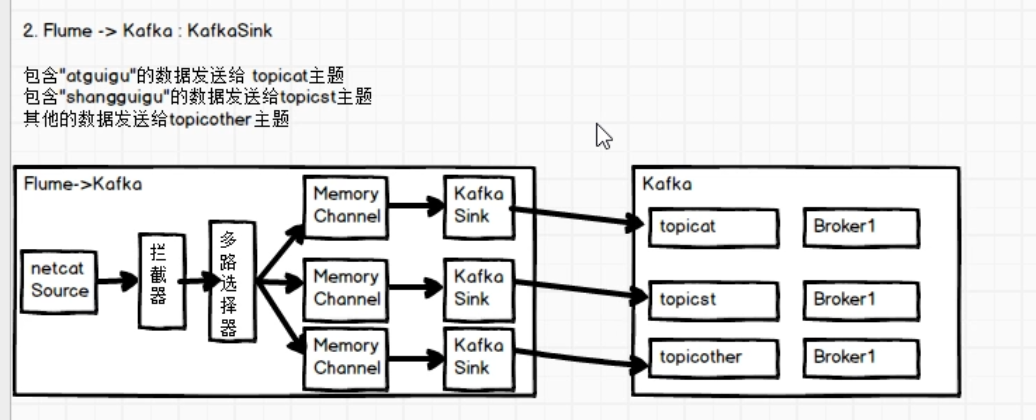 2. Flume -> Kafka : KafkaSink
包含"atguigu"的数据发送给 topicat主题
包含"shangguigu"的数据发送给topicst主题
其他的数据发送给topicother主题
Flume->Kafka
netcat
Source
拦
截
器
多
路
选
择
器
Memory
Channel
Kafka
Sink
Memory
Channel
Kafka
Sink
Memory
Channel
Kafka
Sink
Kafka
topicat
Broker1
topicst
Broker1
topicother
Broker1